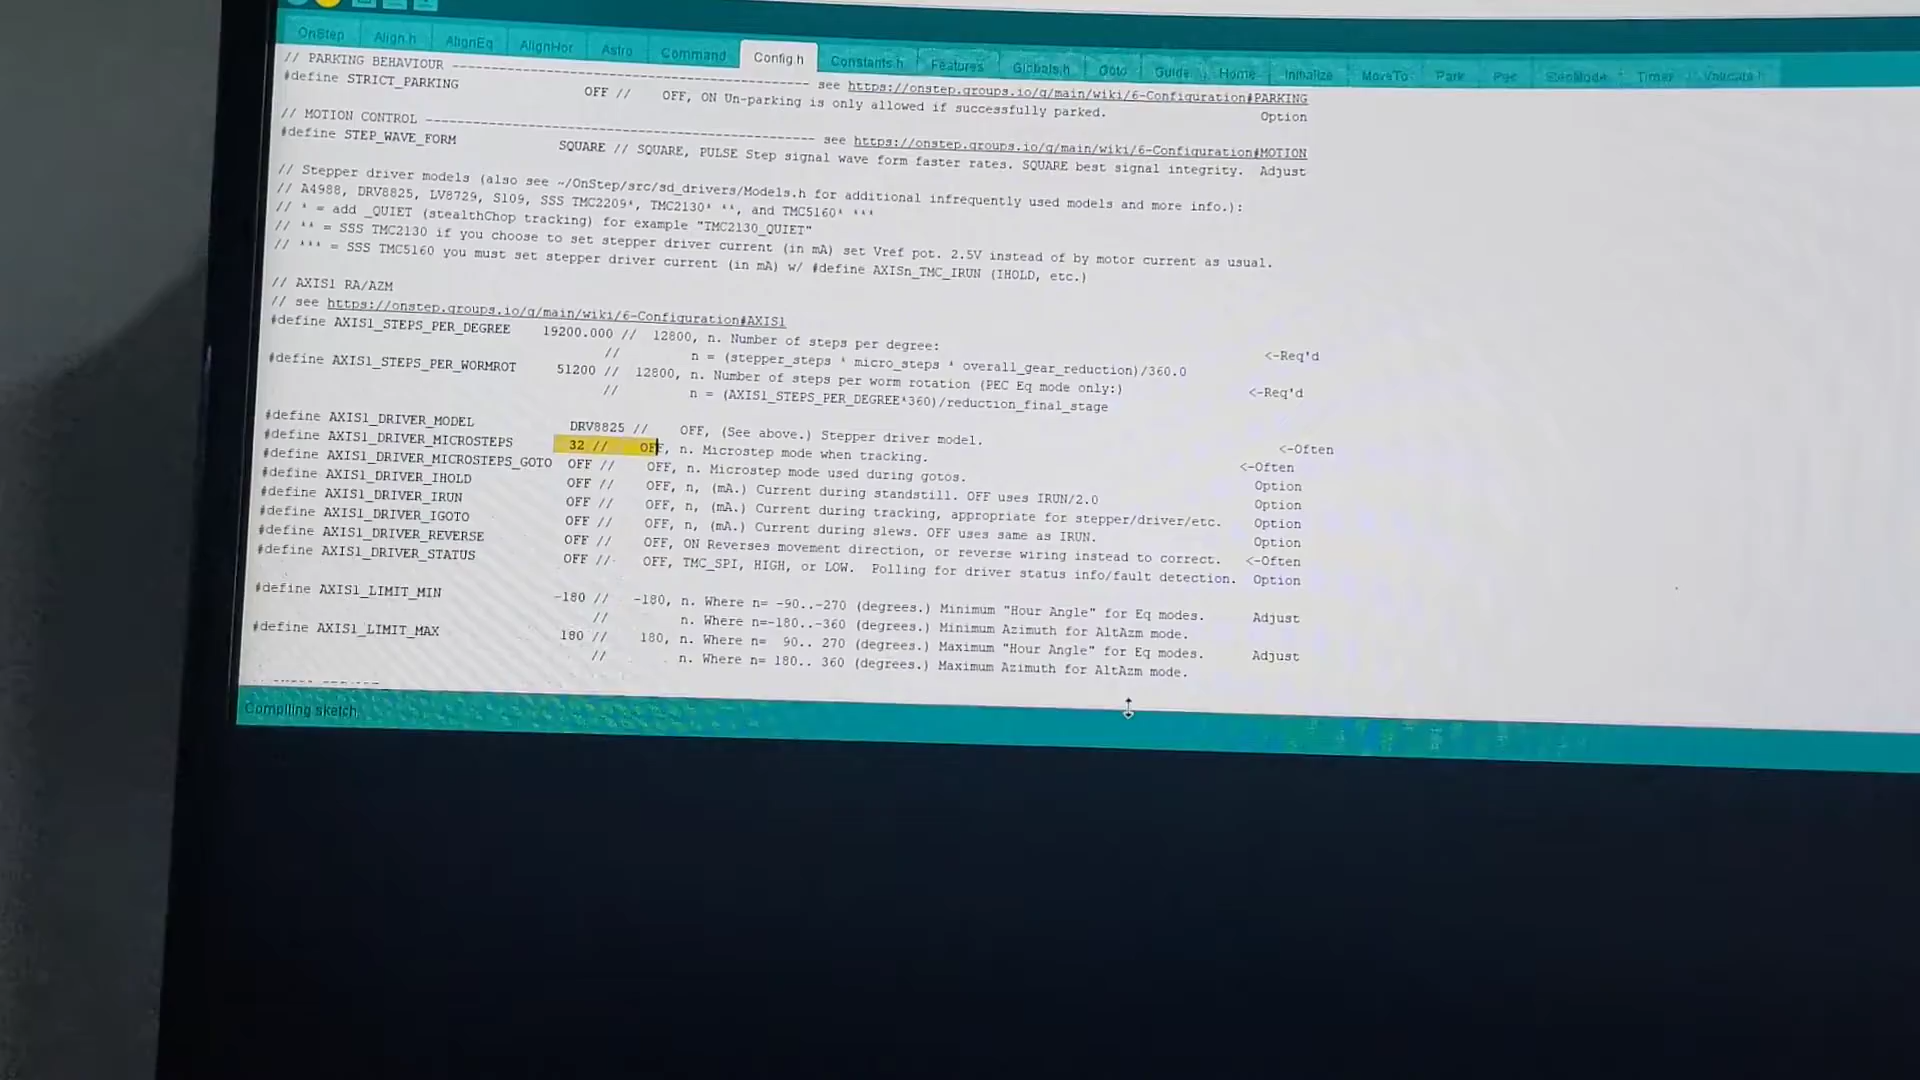 OnStep Align.h AlignEq AlignHor Astro Command Config.h Constants.h Features Globals.h Goto Guide Home Initialize MoveTo Park Pec StepMode Timer Validate.h
// PARKING BEHAVIOUR ------------------------------------------------ see https://onstep.groups.io/g/main/wiki/6-Configuration#PARKING
#define STRICT_PARKING OFF // OFF, ON Un-parking is only allowed if successfully parked. Option
// MOTION CONTROL ---------------------------------------------------- see https://onstep.groups.io/g/main/wiki/6-Configuration#MOTION
#define STEP_WAVE_FORM SQUARE // SQUARE, PULSE Step signal wave form faster rates. SQUARE best signal integrity. Adjust
// Stepper driver models (also see ~/OnStep/src/sd_drivers/Models.h for additional infrequently used models and more info.):
// A4988, DRV8825, LV8729, S109, SSS TMC2209*, TMC2130* **, and TMC5160* ***
// * = add _QUIET (stealthChop tracking) for example "TMC2130_QUIET"
// ** = SSS TMC2130 if you choose to set stepper driver current (in mA) set Vref pot. 2.5V instead of by motor current as usual.
// *** = SSS TMC5160 you must set stepper driver current (in mA) w/ #define AXISn_TMC_IRUN (IHOLD, etc.)
// AXIS1 RA/AZM
// see https://onstep.groups.io/g/main/wiki/6-Configuration#AXIS1
#define AXIS1_STEPS_PER_DEGREE 19200.000 // 12800, n. Number of steps per degree: <-Req'd
// n = (stepper_steps * micro_steps * overall_gear_reduction)/360.0
#define AXIS1_STEPS_PER_WORMROT 51200 // 12800, n. Number of steps per worm rotation (PEC Eq mode only:) <-Req'd
// n = (AXIS1_STEPS_PER_DEGREE*360)/reduction_final_stage
#define AXIS1_DRIVER_MODEL DRV8825 // OFF, (See above.) Stepper driver model. <-Often
#define AXIS1_DRIVER_MICROSTEPS 32 // OFF, n. Microstep mode when tracking. <-Often
#define AXIS1_DRIVER_MICROSTEPS_GOTO OFF // OFF, n. Microstep mode used during gotos. Option
#define AXIS1_DRIVER_IHOLD OFF // OFF, n, (mA.) Current during standstill. OFF uses IRUN/2.0 Option
#define AXIS1_DRIVER_IRUN OFF // OFF, n, (mA.) Current during tracking, appropriate for stepper/driver/etc. Option
#define AXIS1_DRIVER_IGOTO OFF // OFF, n, (mA.) Current during slews. OFF uses same as IRUN. Option
#define AXIS1_DRIVER_REVERSE OFF // OFF, ON Reverses movement direction, or reverse wiring instead to correct. <-Often
#define AXIS1_DRIVER_STATUS OFF // OFF, TMC_SPI, HIGH, or LOW. Polling for driver status info/fault detection. Option
#define AXIS1_LIMIT_MIN -180 // -180, n. Where n= -90..-270 (degrees.) Minimum "Hour Angle" for Eq modes. Adjust
// n. Where n=-180..-360 (degrees.) Minimum Azimuth for AltAzm mode.
#define AXIS1_LIMIT_MAX 180 // 180, n. Where n= 90.. 270 (degrees.) Maximum "Hour Angle" for Eq modes. Adjust
// n. Where n= 180.. 360 (degrees.) Maximum Azimuth for AltAzm mode.
Compiling sketch